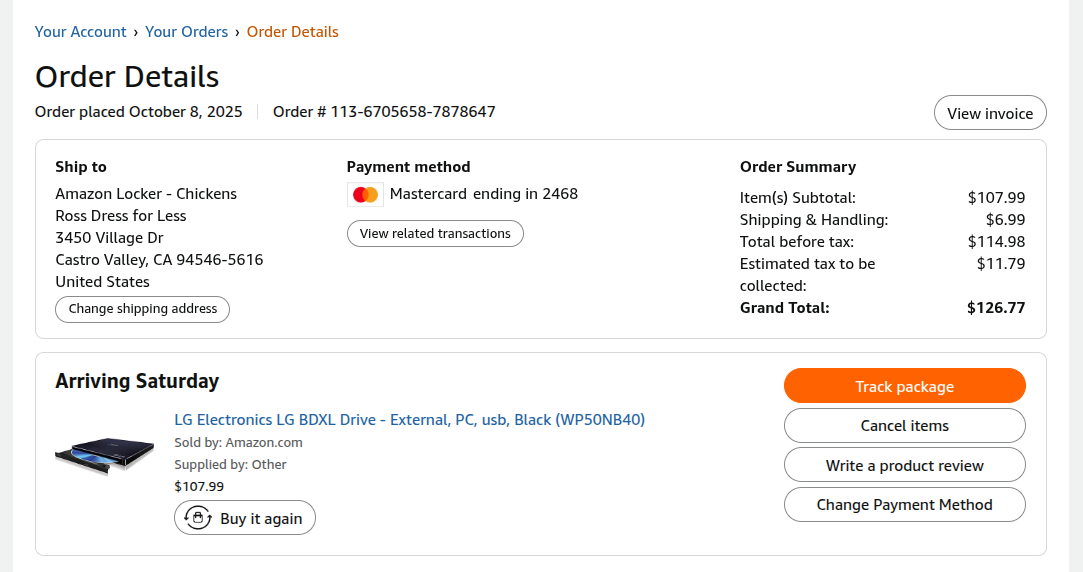 Your Account › Your Orders › Order Details
Order Details
Order placed October 8, 2025 | Order # 113-6705658-7878647
View invoice
Ship to
Amazon Locker - Chickens
Ross Dress for Less
3450 Village Dr
Castro Valley, CA 94546-5616
United States
Change shipping address
Payment method
Mastercard ending in 2468
View related transactions
Order Summary
Item(s) Subtotal: $107.99
Shipping & Handling: $6.99
Total before tax: $114.98
Estimated tax to be $11.79
collected:
Grand Total: $126.77
Arriving Saturday
LG Electronics LG BDXL Drive - External, PC, usb, Black (WP50NB40)
Sold by: Amazon.com
Supplied by: Other
$107.99
Buy it again
Track package
Cancel items
Write a product review
Change Payment Method